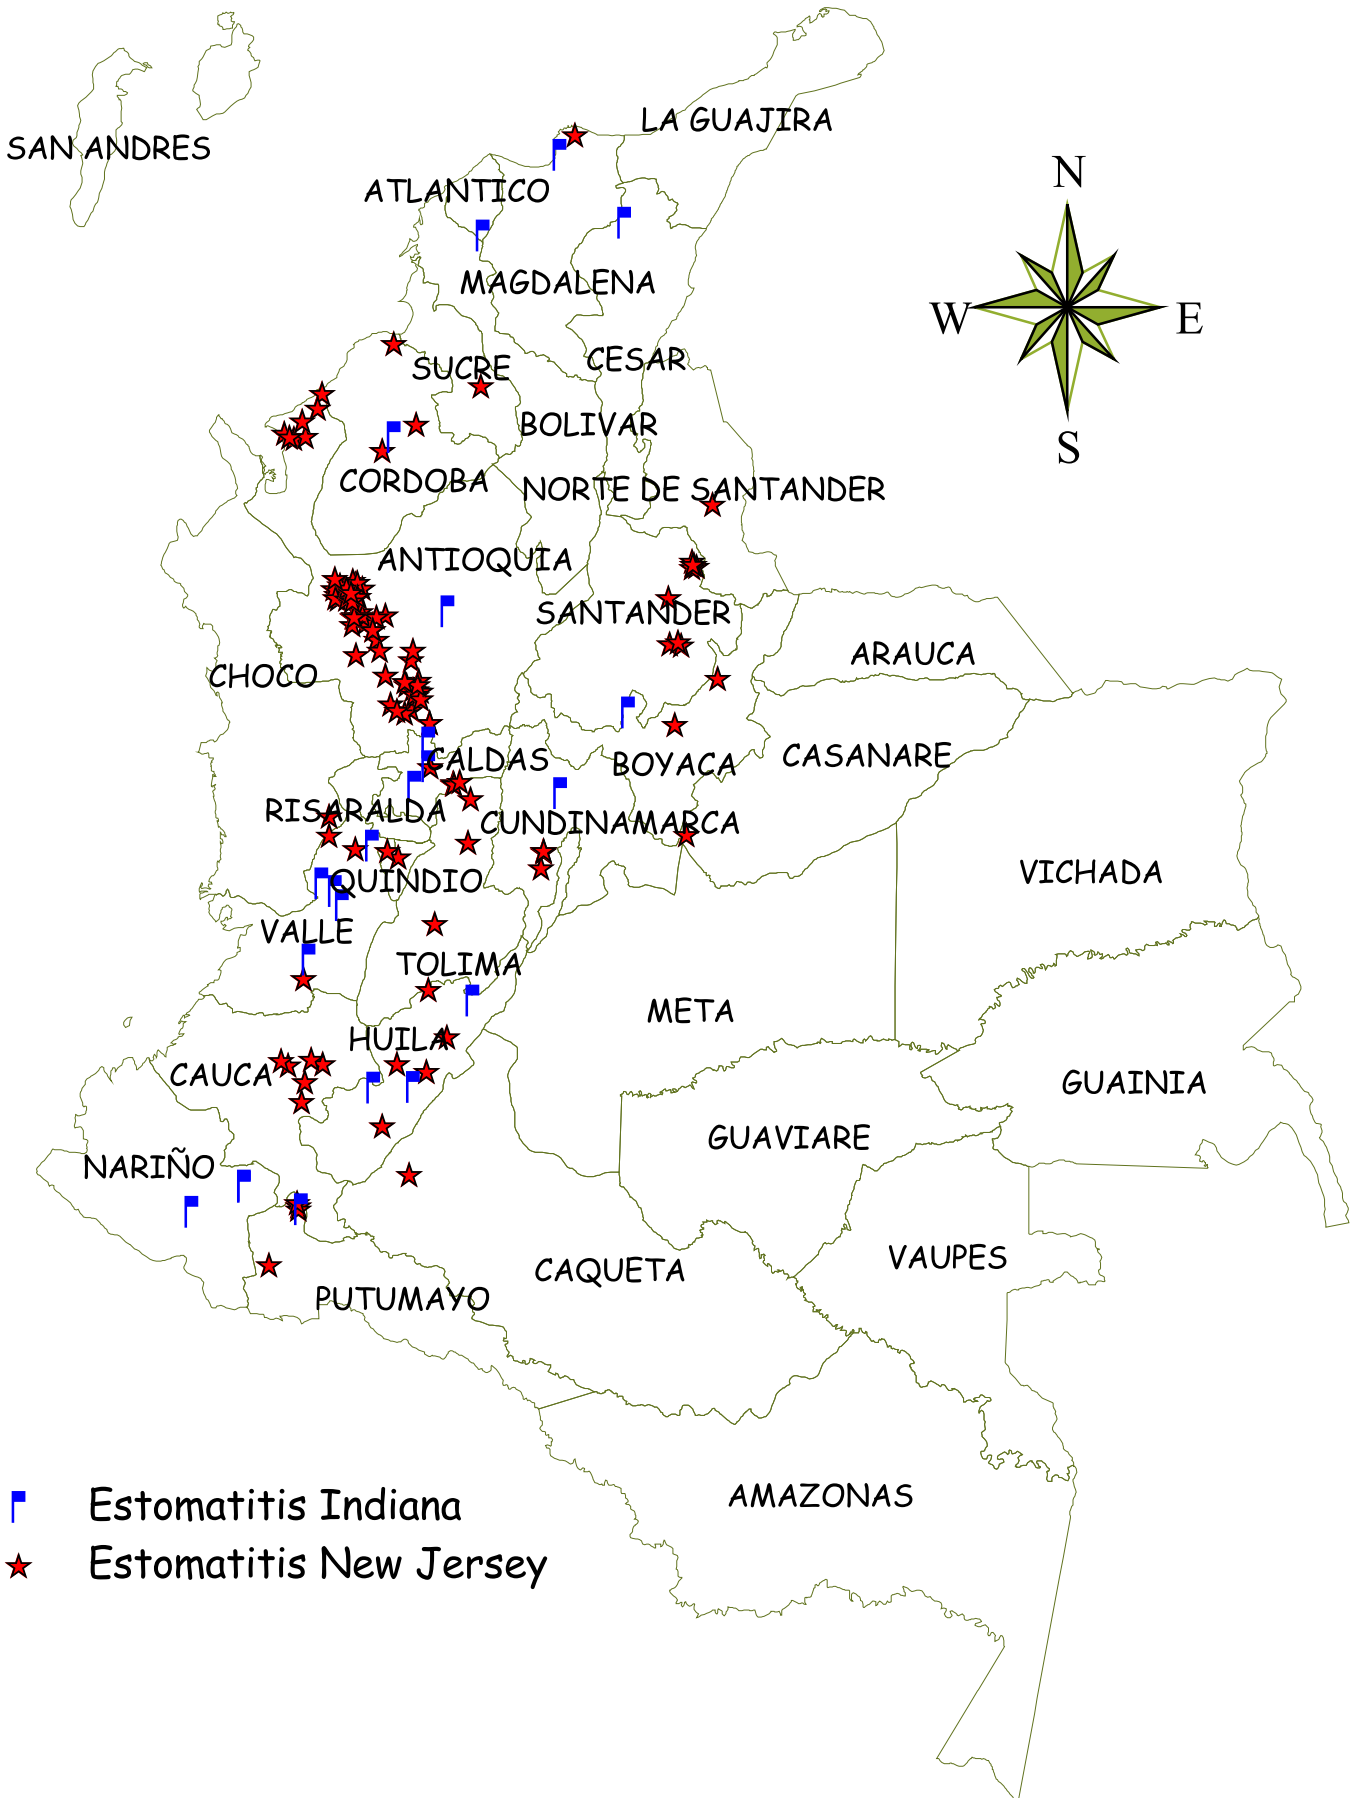 LA GUAJIRA
SAN ANDRES
N
ATLANTICO
MAGDALENA
W
E
CESAR
SUCRE
BOLIVAR
S
CORDOBA
NORTE DE SANTANDER
ANTIOQUIA
SANTANDER
ARAUCA
CHOCO
CASANARE
CALDAS
BOYACA
RISARALDA
CUNDINAMARCA
VICHADA
QUINDIO
VALLE
TOLIMA
META
HUILA
CAUCA
GUAINIA
GUAVIARE
NARIÑO
VAUPES
CAQUETA
PUTUMAYO
AMAZONAS
Estomatitis Indiana
Estomatitis New Jersey